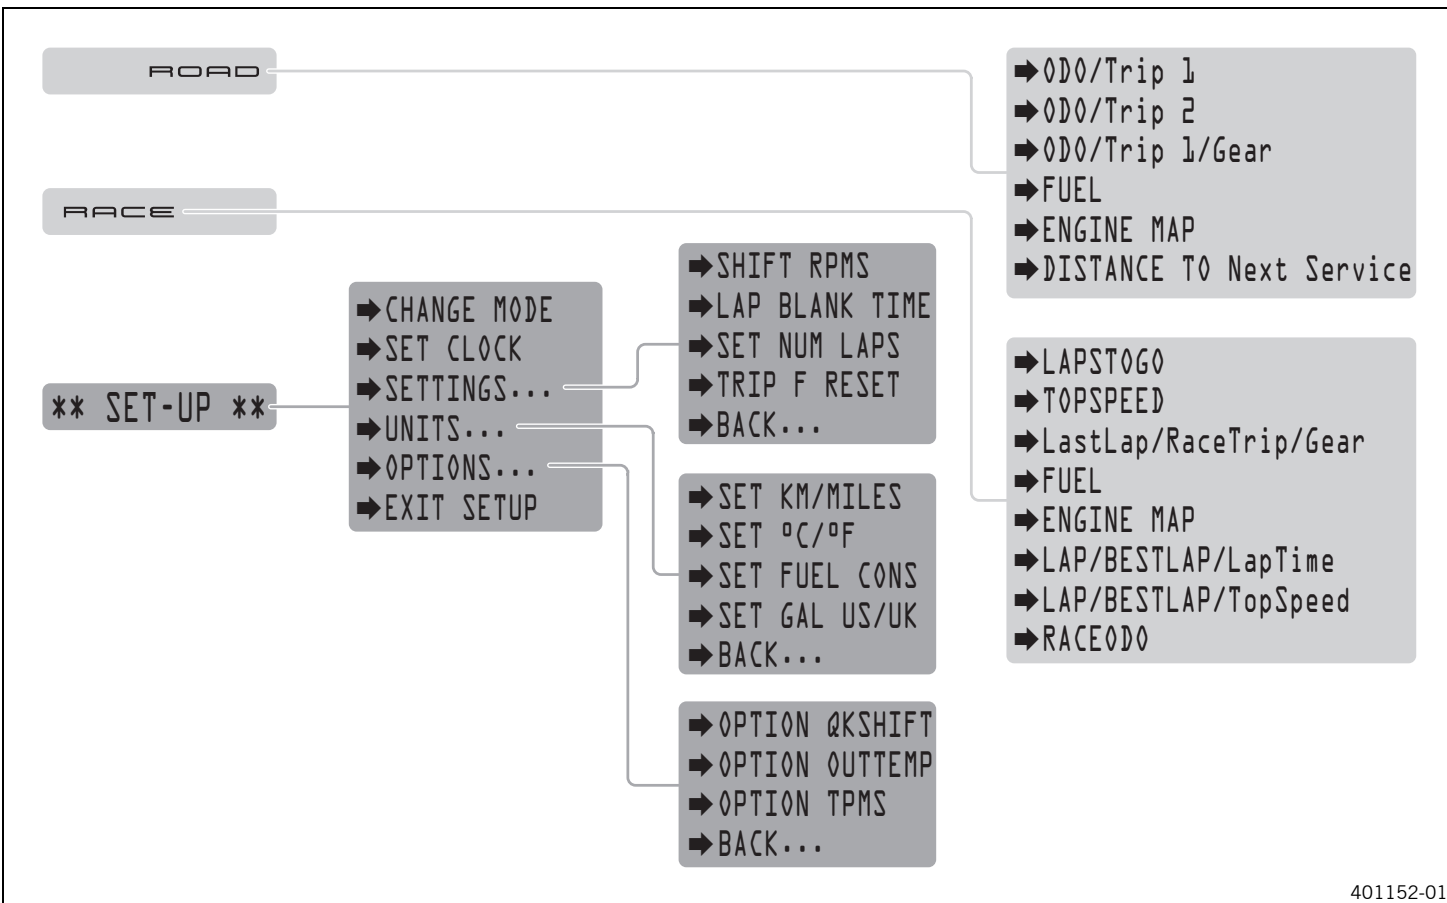 ROAD
➡ODO/Trip 1
➡ODO/Trip 2
➡ODO/Trip 1/Gear
➡FUEL
➡ENGINE MAP
➡DISTANCE TO Next Service
RACE
➡LAPSTOGO
➡TOPSPEED
➡LastLap/RaceTrip/Gear
➡FUEL
➡ENGINE MAP
➡LAP/BESTLAP/LapTime
➡LAP/BESTLAP/TopSpeed
➡RACEODO
** SET-UP **
➡CHANGE MODE
➡SET CLOCK
➡SETTINGS...
➡UNITS...
➡OPTIONS...
➡EXIT SETUP
➡SHIFT RPMS
➡LAP BLANK TIME
➡SET NUM LAPS
➡TRIP F RESET
➡BACK...
➡SET KM/MILES
➡SET ºC/ºF
➡SET FUEL CONS
➡SET GAL US/UK
➡BACK...
➡OPTION QKSHIFT
➡OPTION OUTTEMP
➡OPTION TPMS
➡BACK...
401152-01